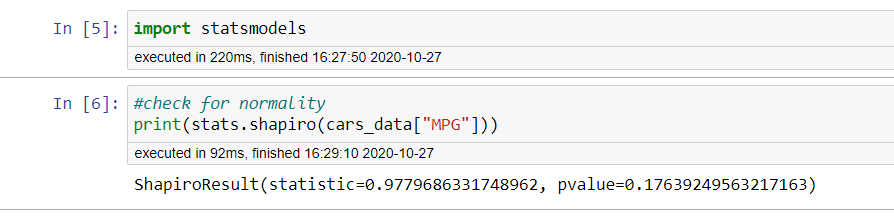 In [5]: import statsmodels
executed in 220ms, finished 16:27:50 2020-10-27
In [6]: #check for normality
print(stats.shapiro(cars_data["MPG"]))
executed in 92ms, finished 16:29:10 2020-10-27
ShapiroResult(statistic=0.9779686331748962, pvalue=0.17639249563217163)